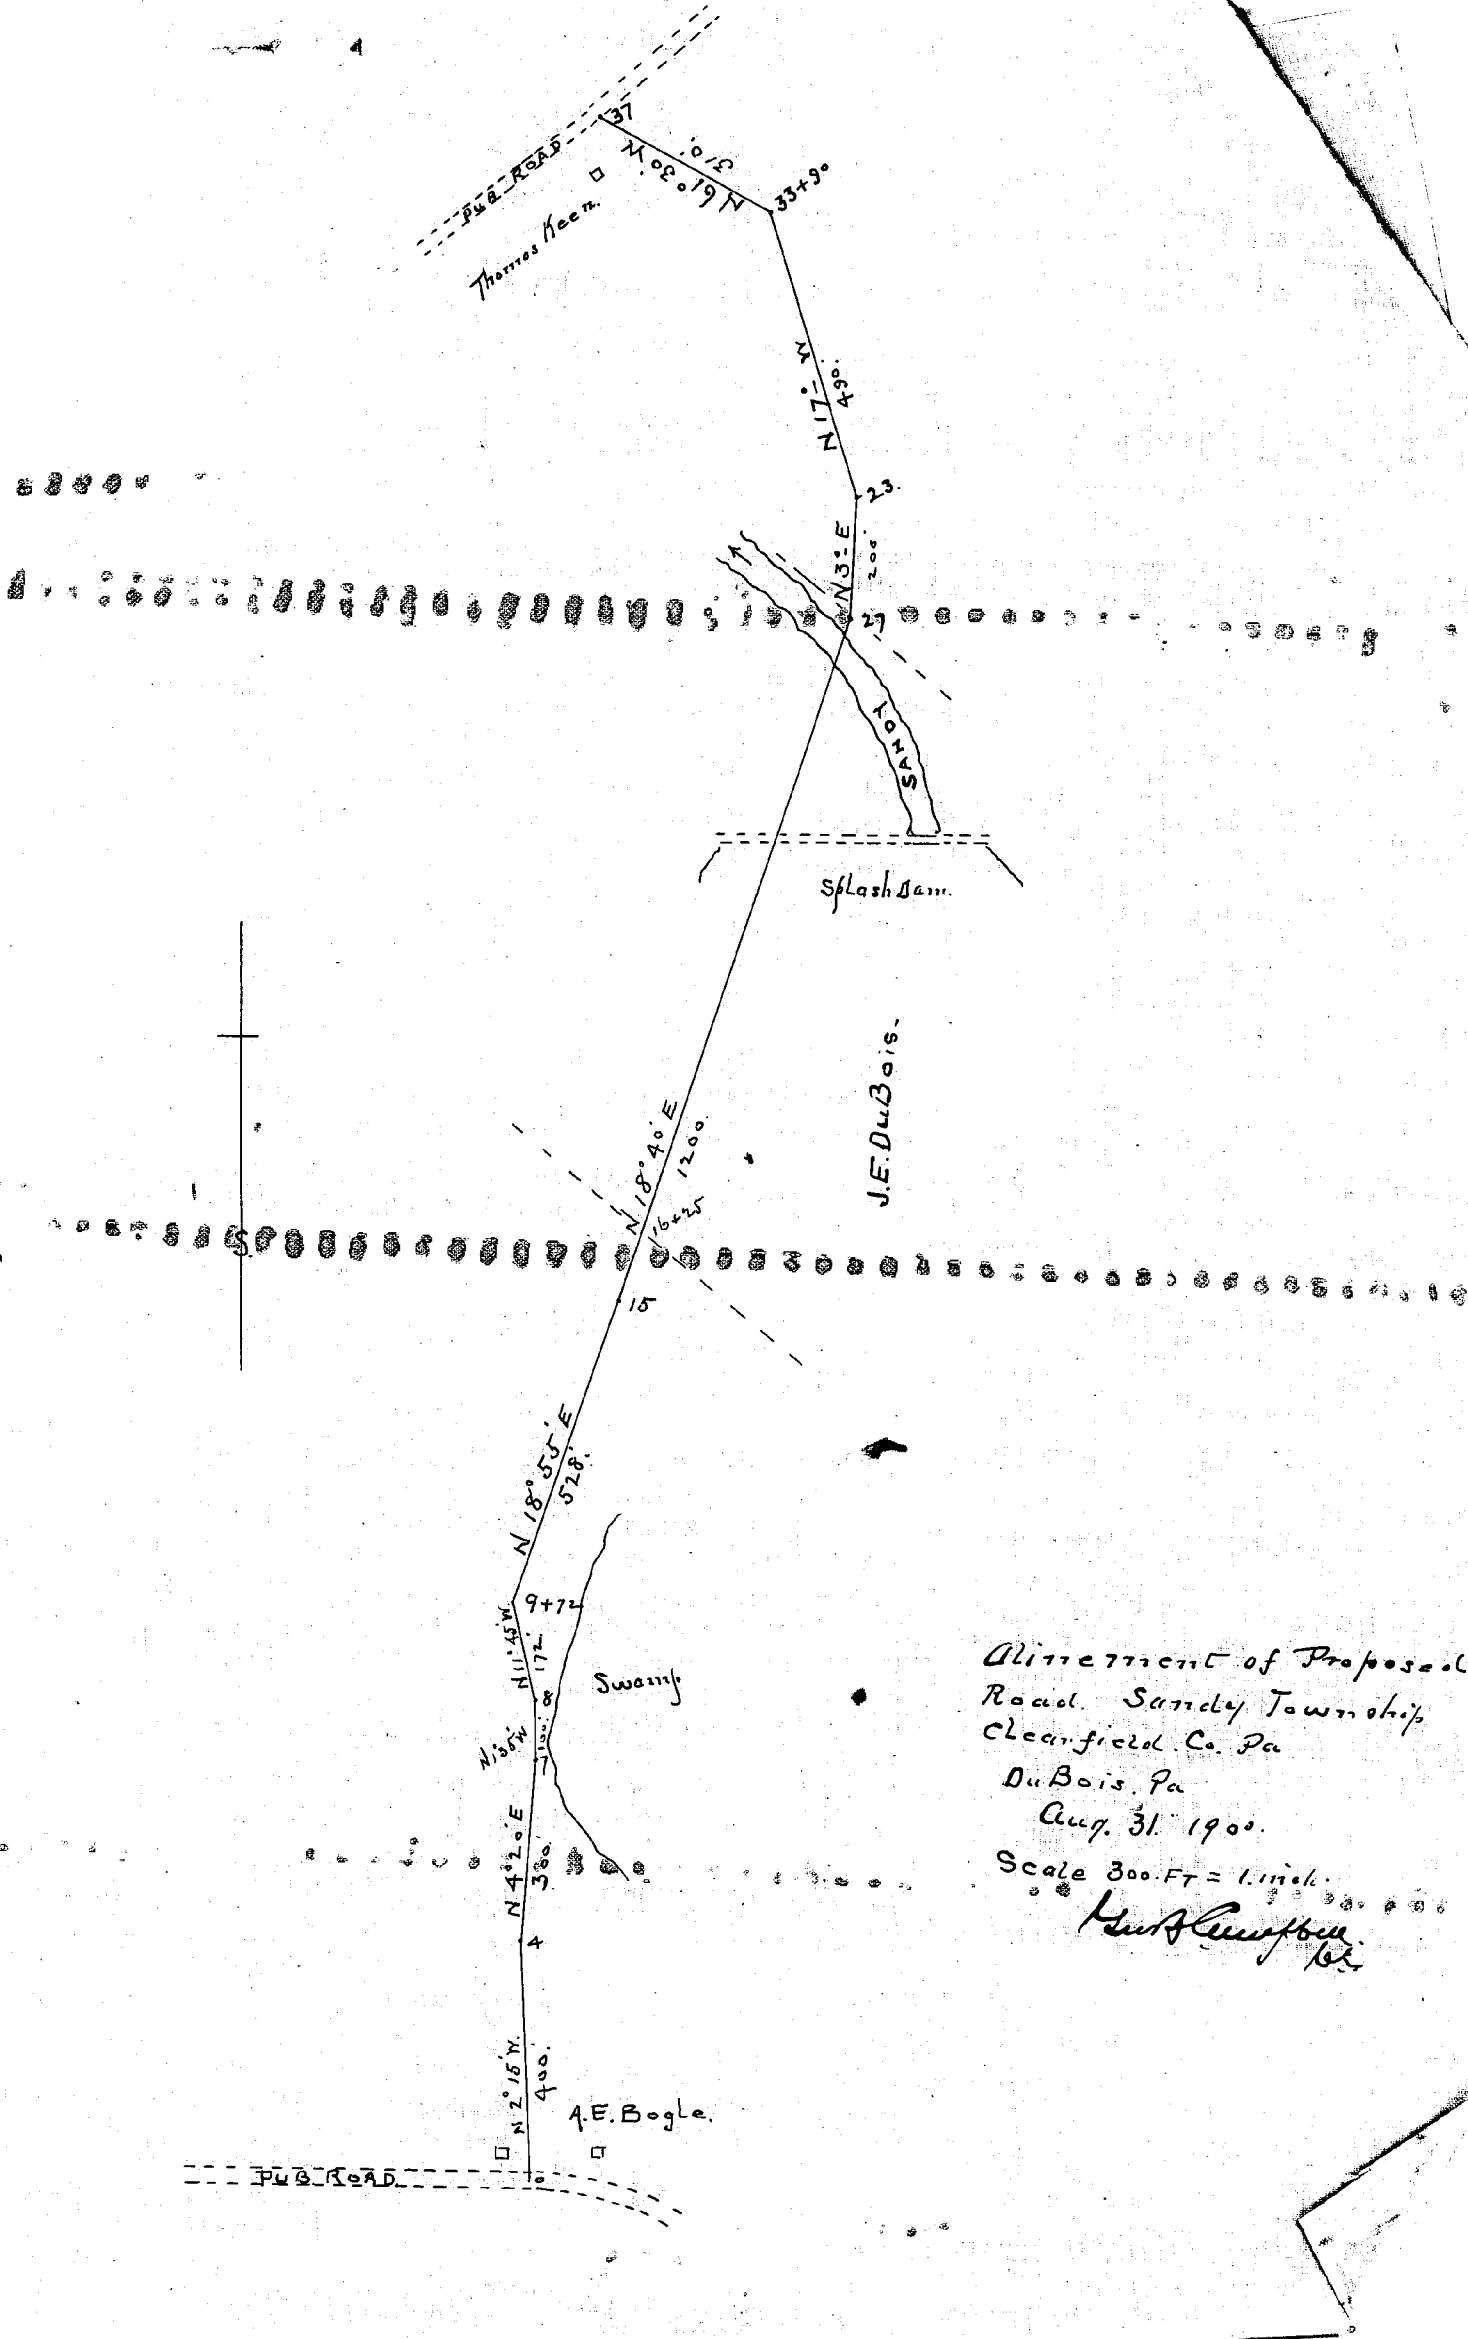 37
PUB ROAD
310.
N 61° 30' W
33+90
Thomas Keen.
N 17° - W
490.
23.
N 3° - E
200.
27
SANDY
Splash Dam.
J.E. DuBois.
N 18° 40' E
1200.
16+25
S.
15
N 18° 55' E
528.
9+72
N 11° 45' W.
172.
Swamp.
8
100.
7
N 4° 20' E
300.
4
N 2° 15' W.
400.
A.E. Bogle.
PUB ROAD
0
Alinement of Proposed
Road. Sandy Township
Clearfield. Co. Pa
DuBois. Pa
Aug. 31. 1900.
Scale 300. FT = 1. inch.